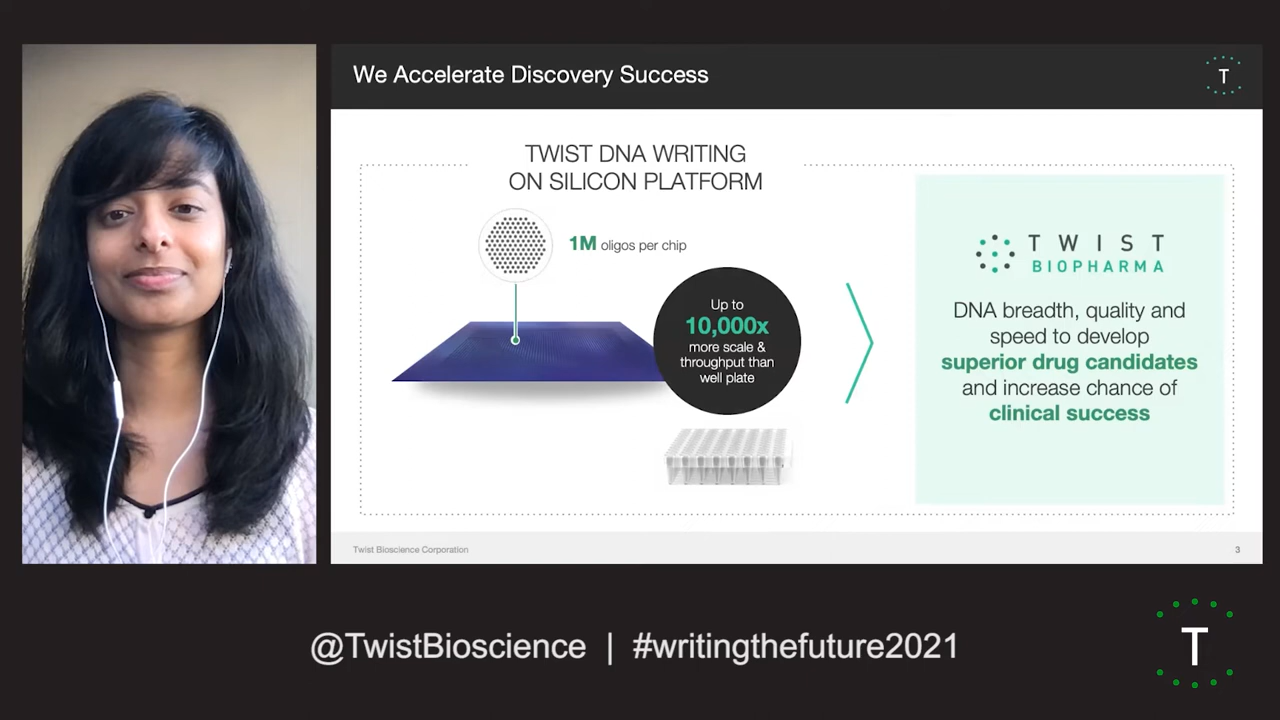 We Accelerate Discovery Success
T
TWIST DNA WRITING
ON SILICON PLATFORM
1M oligos per chip
Up to
10,000x
more scale &
throughput than
well plate
TWIST
BIOPHARMA
DNA breadth, quality and
speed to develop
superior drug candidates
and increase chance of
clinical success
Twist Bioscience Corporation
3
@TwistBioscience | #writingthefuture2021
T